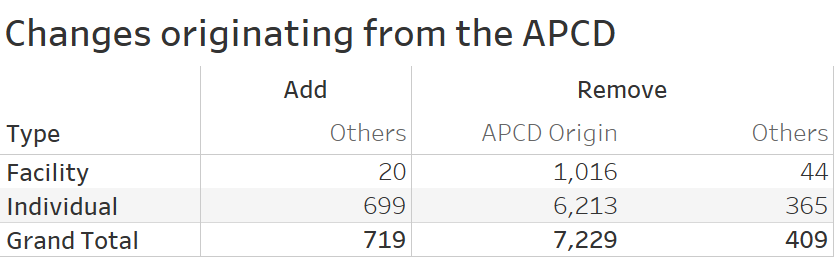 Changes originating from the APCD
Add Remove
Type Others APCD Origin Others
Facility 20 1,016 44
Individual 699 6,213 365
Grand Total 719 7,229 409